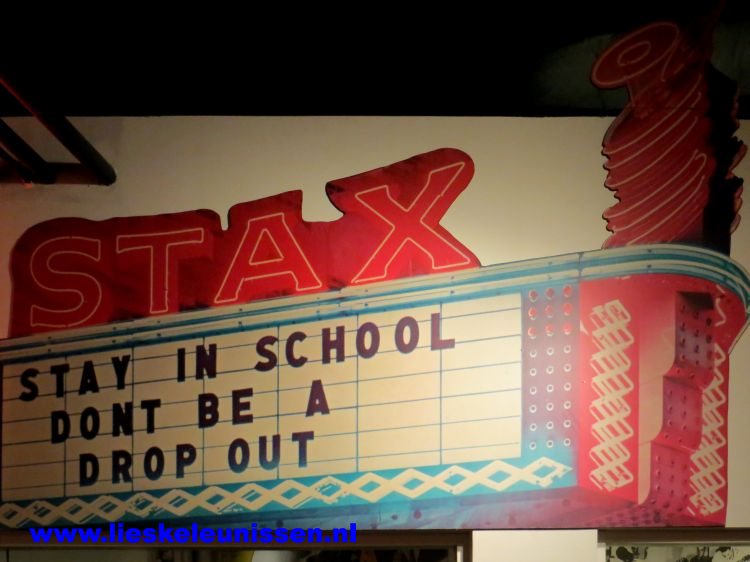 STAX
STAY IN SCHOOL
DONT BE A
DROP OUT
www.lieskeleunissen.nl